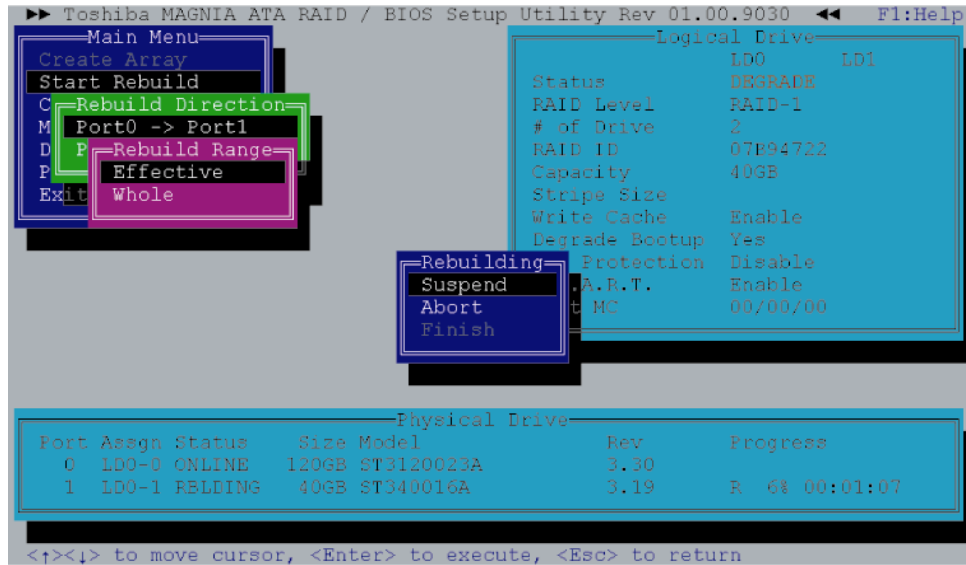 ►► Toshiba MAGNIA ATA RAID / BIOS Setup Utility Rev 01.00.9030 ◄◄ F1:Help
Main Menu
Create Array
Start Rebuild
C
Rebuild Direction
M Port0 -> Port1
D P
Rebuild Range
P Effective
Exit Whole
Logical Drive
LD0 LD1
Status DEGRADE
RAID Level RAID-1
# of Drive 2
RAID ID 07B94722
Capacity 40GB
Stripe Size
Write Cache Enable
Degrade Bootup Yes
Protection Disable
.A.R.T. Enable
t MC 00/00/00
Rebuilding
Suspend
Abort
Finish
Physical Drive
Port Assgn Status Size Model Rev Progress
0 LD0-0 ONLINE 120GB ST3120023A 3.30
1 LD0-1 RBLDING 40GB ST340016A 3.19 R 6% 00:01:07
<↑><↓> to move cursor, <Enter> to execute, <Esc> to return